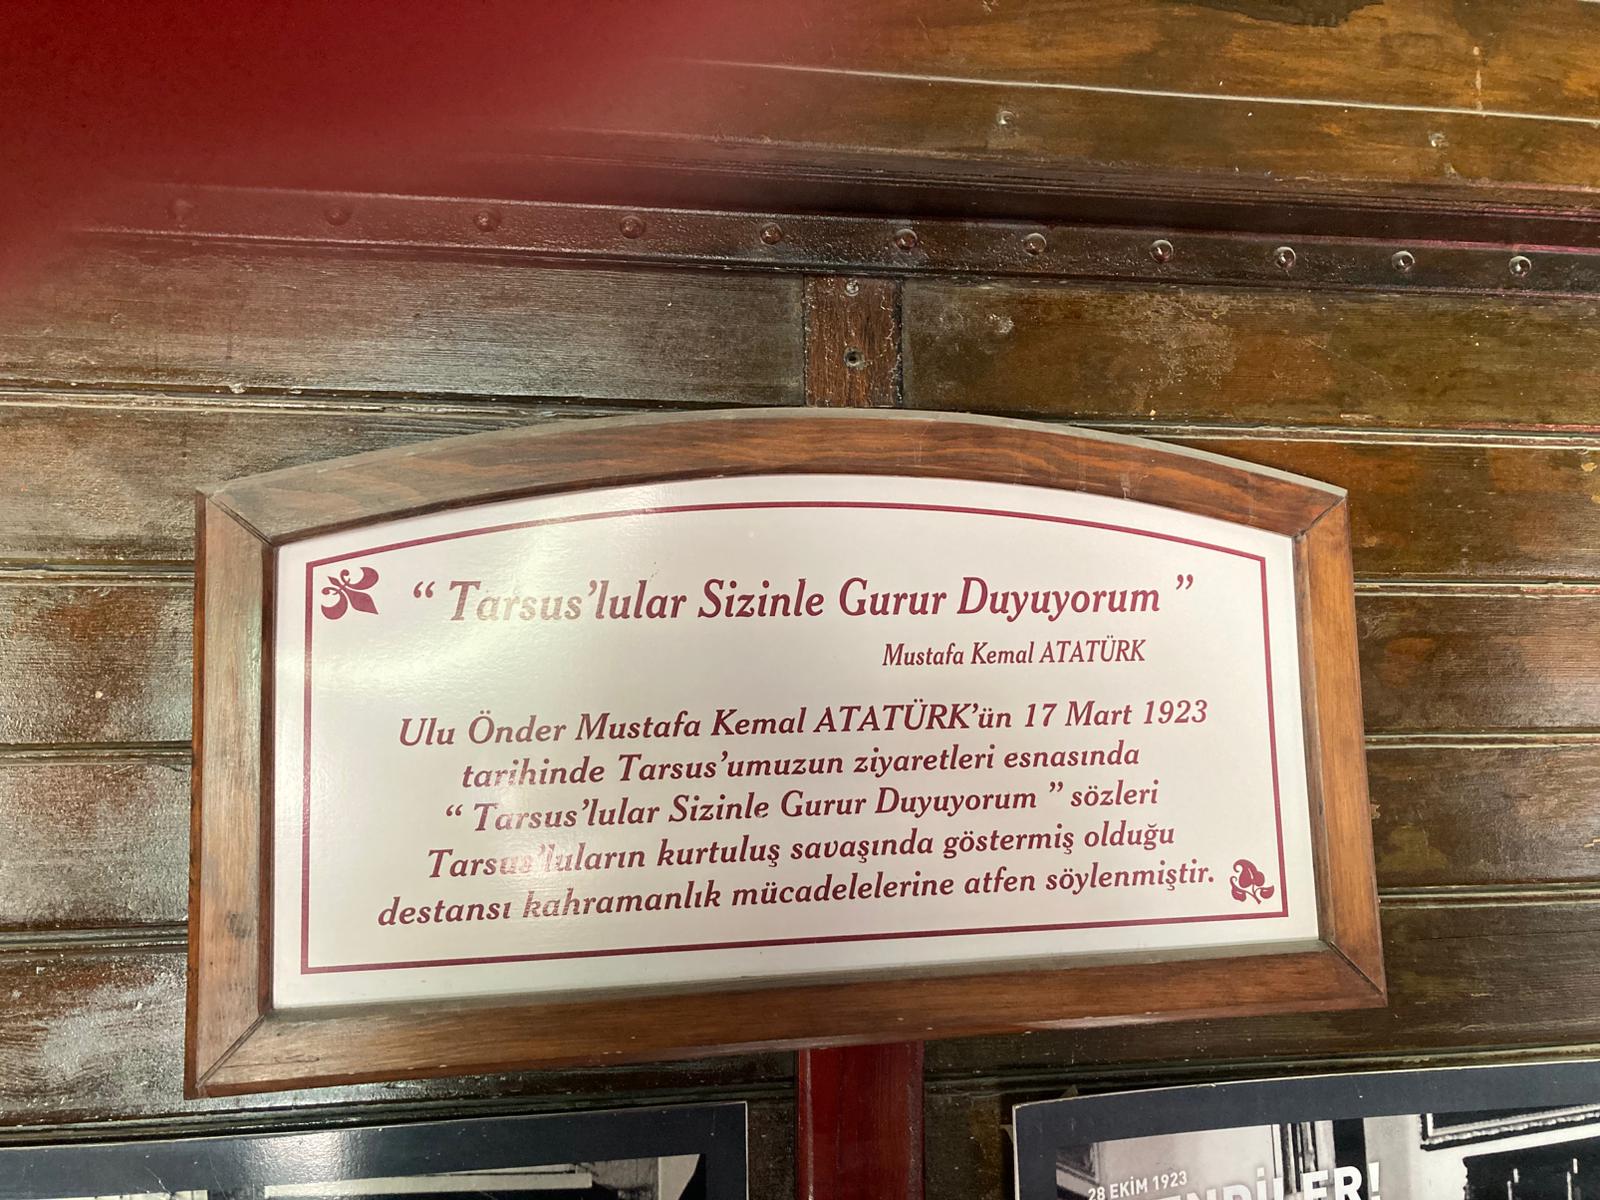 “ Tarsus’lular Sizinle Gurur Duyuyorum ”
Mustafa Kemal ATATÜRK
Ulu Önder Mustafa Kemal ATATÜRK’ün 17 Mart 1923
tarihinde Tarsus’umuzun ziyaretleri esnasında
“ Tarsus’lular Sizinle Gurur Duyuyorum ” sözleri
Tarsus’luların kurtuluş savaşında göstermiş olduğu
destansı kahramanlık mücadelelerine atfen söylenmiştir.
28 EKİM 1923